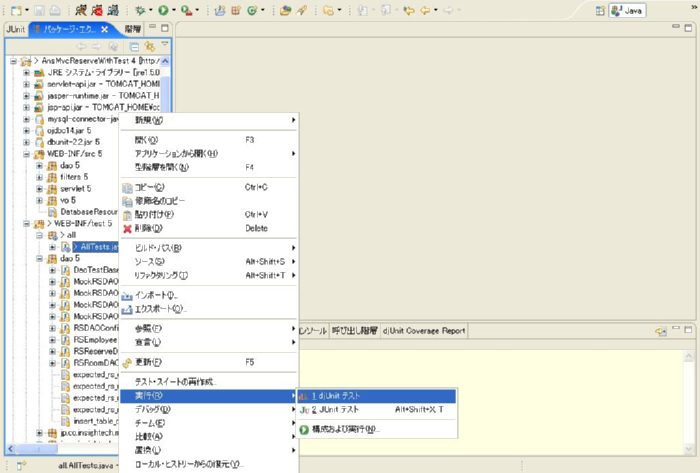 Java
JUnit
パッケージ・エク...
階層
> AnsMvcReserveWithTest 4 [http:/
JRE システム・ライブラリー [jre1.5.0
servlet-api.jar - TOMCAT_HOME
jasper-runtime.jar - TOMCAT_H
jsp-api.jar - TOMCAT_HOME¥co
mysql-connector-jav
ojdbc14.jar 5
dbunit-2.2.jar 5
WEB-INF/src 5
dao 5
filters 5
servlet 5
vo 5
DatabaseResour
> WEB-INF/test 5
> all
> AllTests.java
dao 5
DaoTestBase
MockRSDAO
MockRSDAO
MockRSDAO
RSDAOConfi
RSEmployee
RSReserveD
RSRoomDAC
expected_rs_e
expected_rs_e
expected_rs_r
expected_rs_r
insert_table_d
jp.co.insightech.m
新規(W)
開く(O) F3
アプリケーションから開く(H)
型階層を開く(N) F4
コピー(C) Ctrl+C
修飾名のコピー
貼り付け(P) Ctrl+V
削除(D) Delete
ビルド・パス(B)
ソース(S) Alt+Shift+S
リファクタリング(T) Alt+Shift+T
インポート(I)...
エクスポート(O)...
参照(F)
宣言(L)
更新(F) F5
テスト・スイートの再作成...
実行(R)
デバッグ(D)
チーム(E)
比較(A)
置換(L)
ローカル・ヒストリーからの復元(Y)...
1 djUnit テスト
2 JUnit テスト Alt+Shift+X, T
構成および実行(N)...
ンソール
呼び出し階層
djUnit Coverage Report
all.AllTests.java -